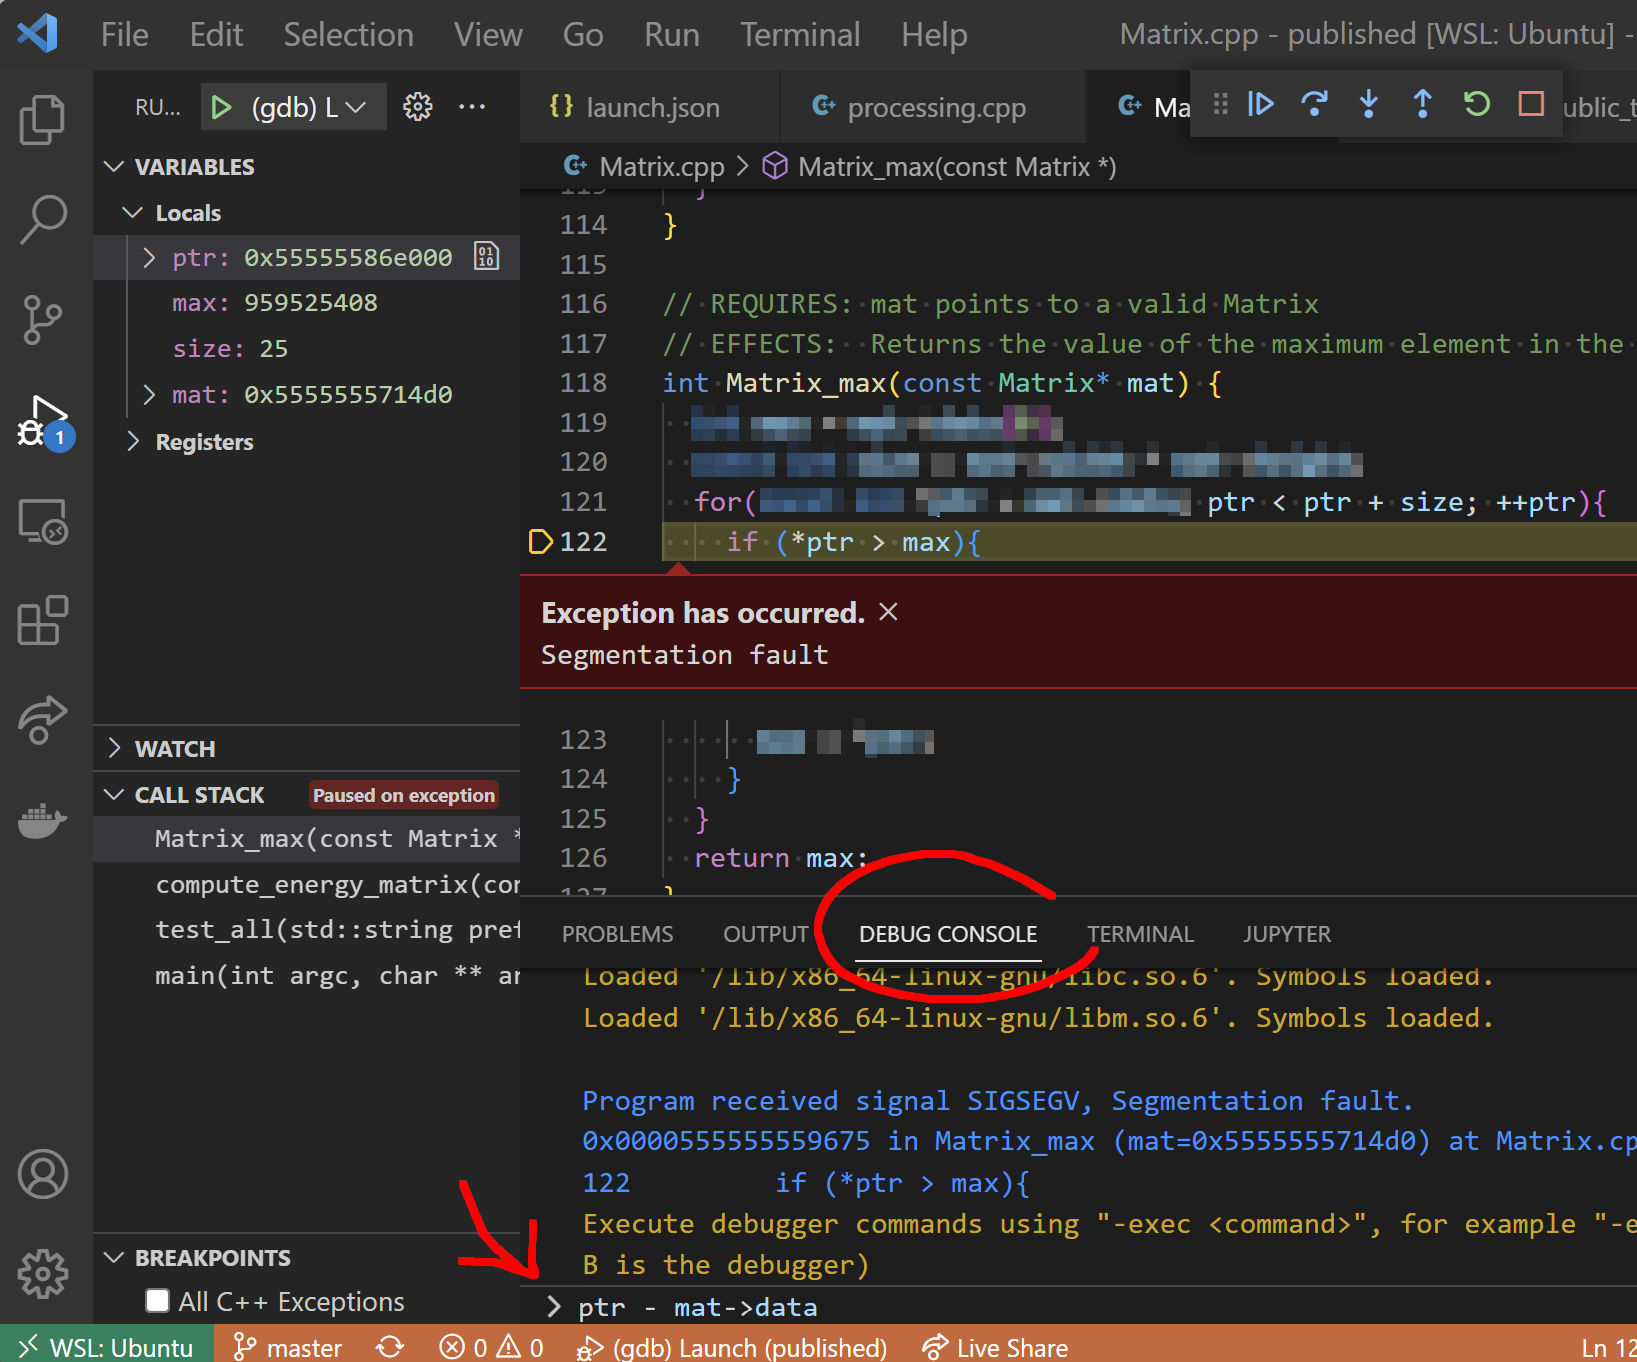 File Edit Selection View Go Run Terminal Help Matrix.cpp - published [WSL: Ubuntu] -
RU... (gdb) L
launch.json processing.cpp Ma ublic_t
Matrix.cpp > Matrix_max(const Matrix *)
VARIABLES
Locals
ptr: 0x55555586e000
max: 959525408
size: 25
mat: 0x5555555714d0
Registers
WATCH
CALL STACK Paused on exception
Matrix_max(const Matrix *
compute_energy_matrix(cor
test_all(std::string pref
main(int argc, char ** ar
BREAKPOINTS
All C++ Exceptions
114 }
115
116 // REQUIRES: mat points to a valid Matrix
117 // EFFECTS:  Returns the value of the maximum element in the
118 int Matrix_max(const Matrix* mat) {
119
120
121 for( ptr < ptr + size; ++ptr){
122 if (*ptr > max){
Exception has occurred.
Segmentation fault
123
124 }
125 }
126 return max;
127 }
PROBLEMS OUTPUT DEBUG CONSOLE TERMINAL JUPYTER
Loaded '/lib/x86_64-linux-gnu/libc.so.6'. Symbols loaded.
Loaded '/lib/x86_64-linux-gnu/libm.so.6'. Symbols loaded.
Program received signal SIGSEGV, Segmentation fault.
0x0000555555559675 in Matrix_max (mat=0x5555555714d0) at Matrix.cp
122 if (*ptr > max){
Execute debugger commands using "-exec <command>", for example "-e
B is the debugger)
> ptr - mat->data
1
WSL: Ubuntu master 0 0 (gdb) Launch (published) Live Share Ln 12